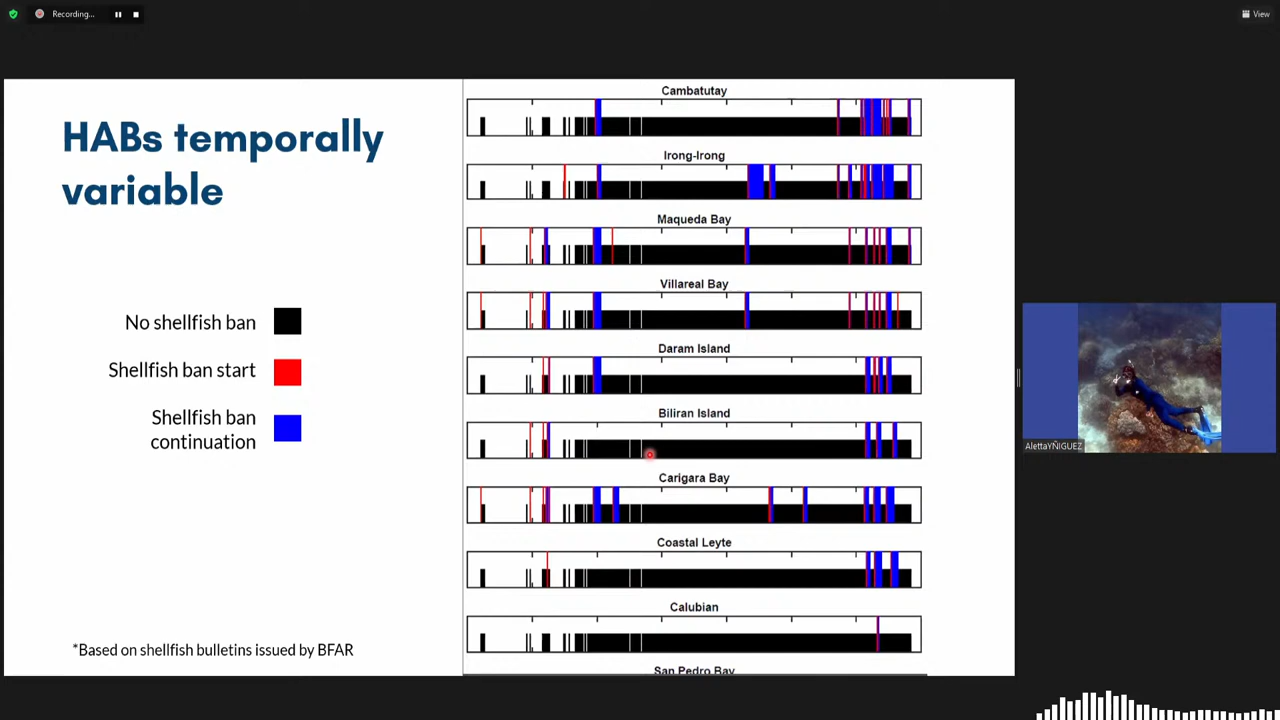 Recording...
View
HABs temporally
variable
No shellfish ban
Shellfish ban start
Shellfish ban
continuation
*Based on shellfish bulletins issued by BFAR
Cambatutay
Irong-Irong
Maqueda Bay
Villareal Bay
Daram Island
Biliran Island
Carigara Bay
Coastal Leyte
Calubian
San Pedro Bay
AlettaYÑIGUEZ